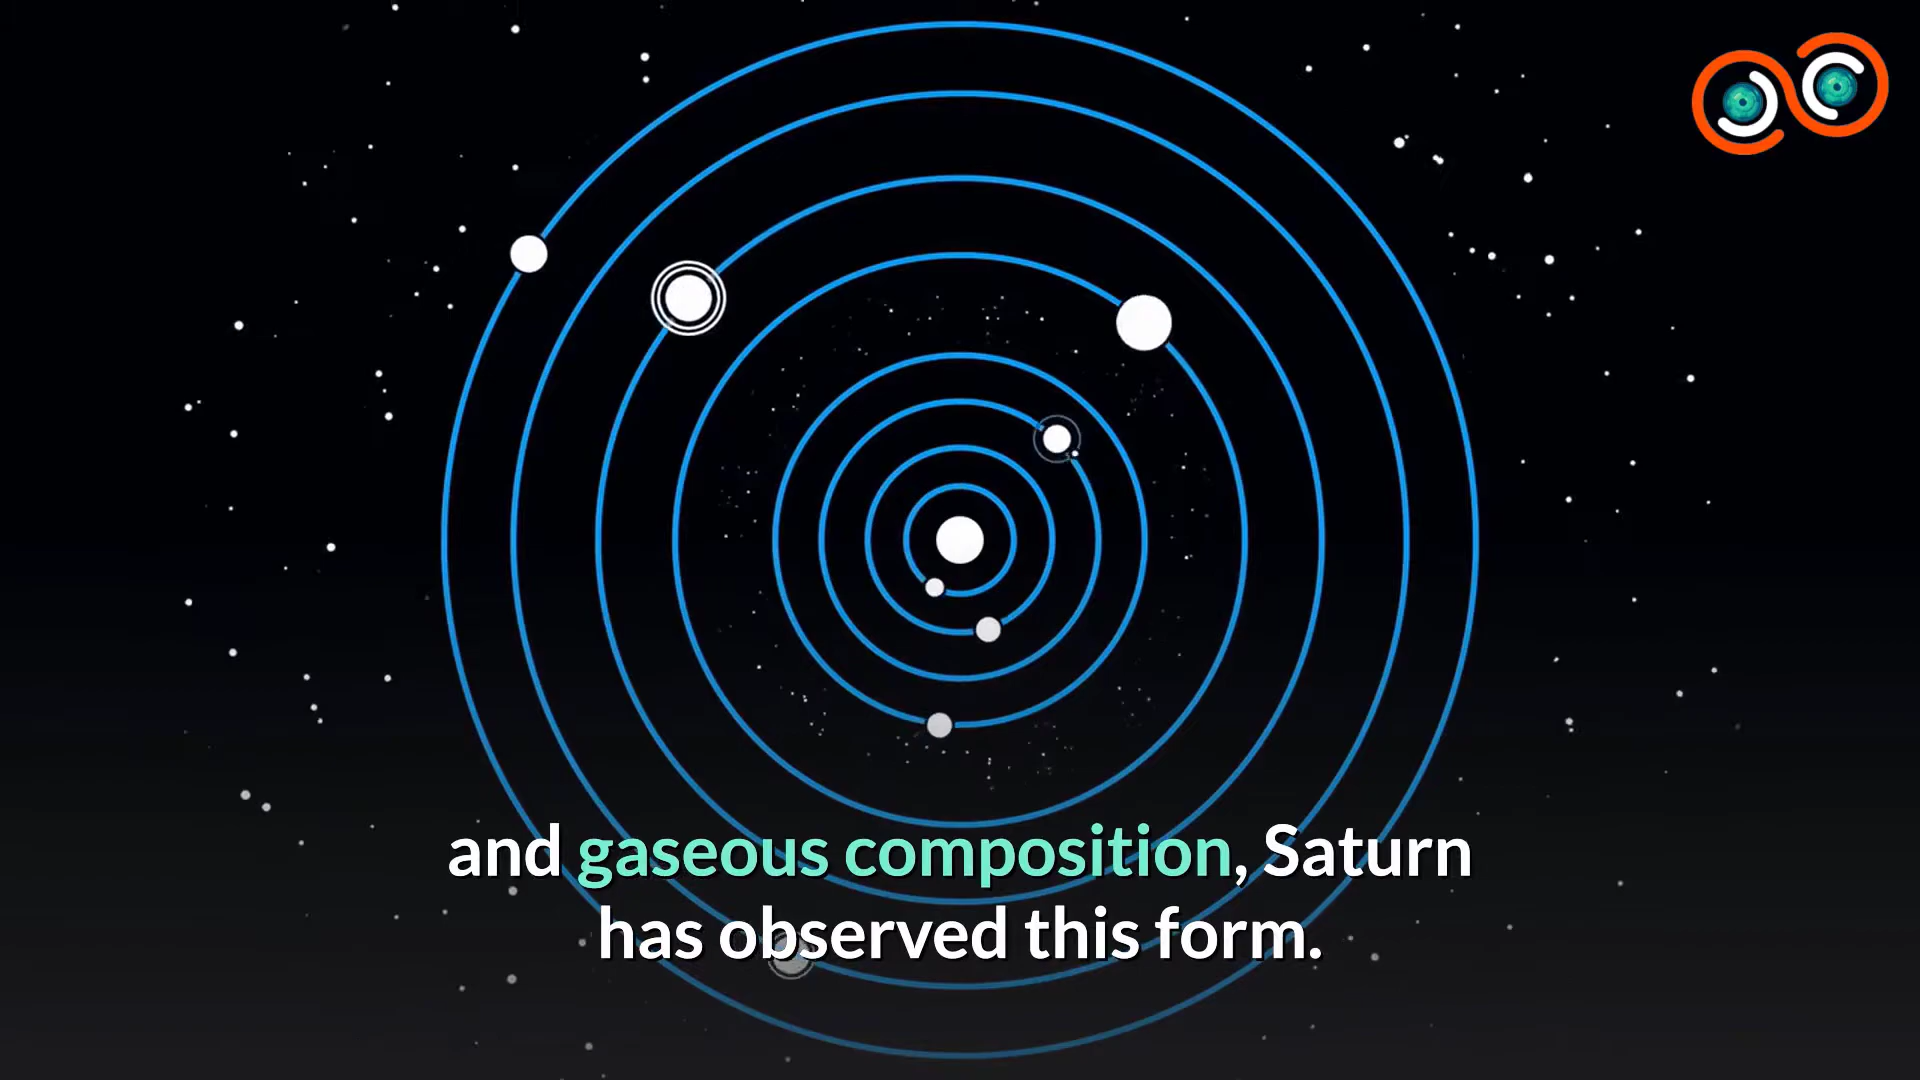 and gaseous composition, Saturn
has observed this form.